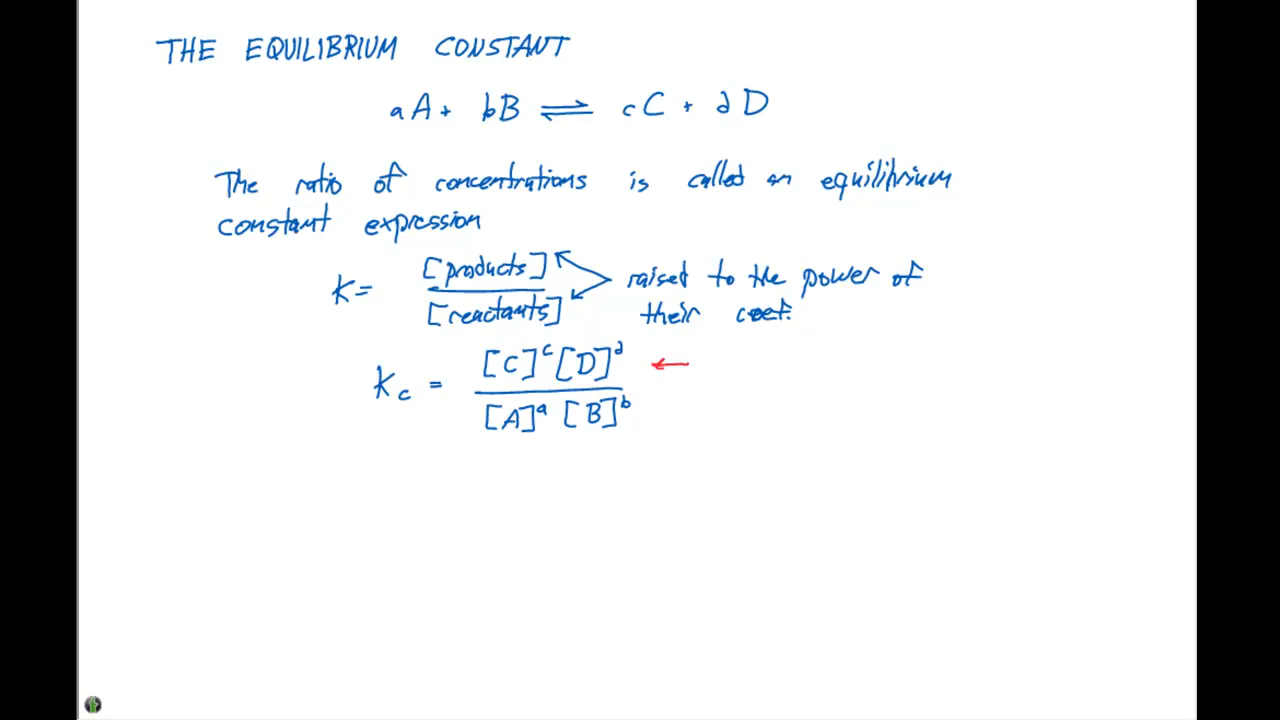 THE EQUILIBRIUM CONSTANT
aA + bB ⇌ cC + dD
The ratio of concentrations is called an equilibrium
constant expression
K = [products] / [reactants] raised to the power of
their coef.
Kc = [C]^c [D]^d ←
[A]^a [B]^b